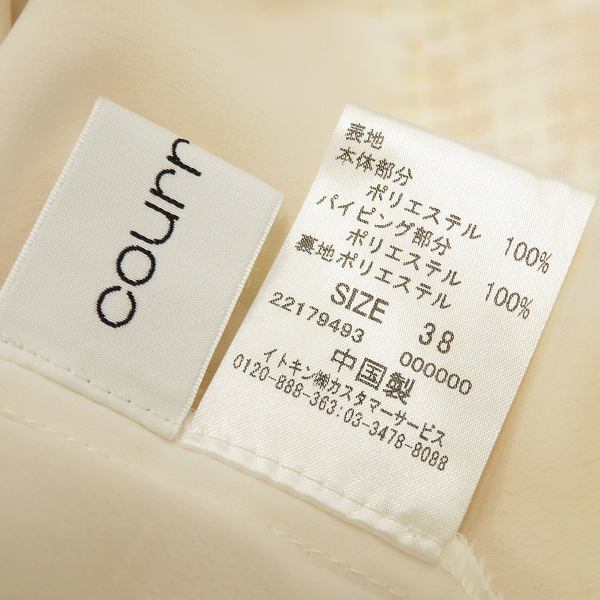 courr
表地
本体部分
ポリエステル 100%
パイピング部分
ポリエステル 100%
裏地ポリエステル
SIZE 38
22179493 000000
中国製
イトキン㈱カスタマーサービス
0120-888-363:03-3478-8088